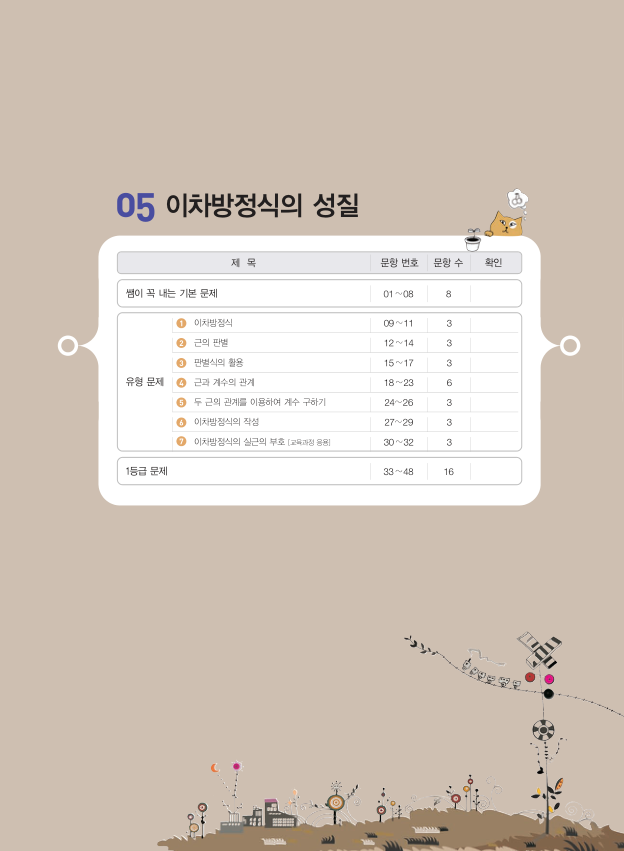 05 이차방정식의 성질
제 목 문항 번호 문항 수 확인
쌤이 꼭 내는 기본 문제 01~08 8
유형 문제
1 이차방정식 09~11 3
2 근의 판별 12~14 3
3 판별식의 활용 15~17 3
4 근과 계수의 관계 18~23 6
5 두 근의 관계를 이용하여 계수 구하기 24~26 3
6 이차방정식의 작성 27~29 3
7 이차방정식의 실근의 부호 [교육과정 응용] 30~32 3
1등급 문제 33~48 16